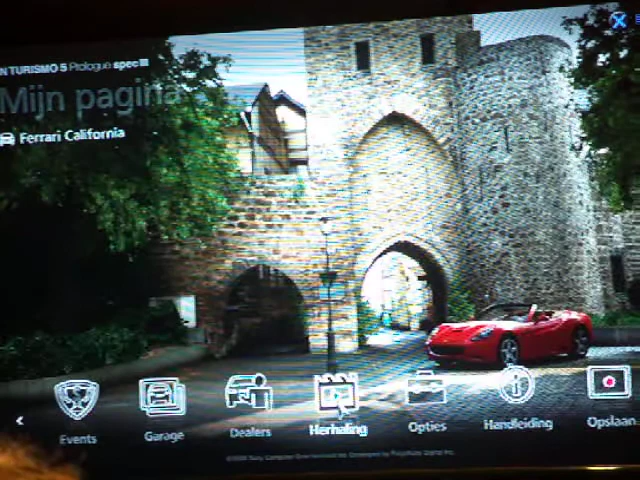 N TURISMO 5 Prologue spec III
Mijn pagina
Ferrari California
Events Garage Dealers Herhaling Opties Handleiding Opslaan